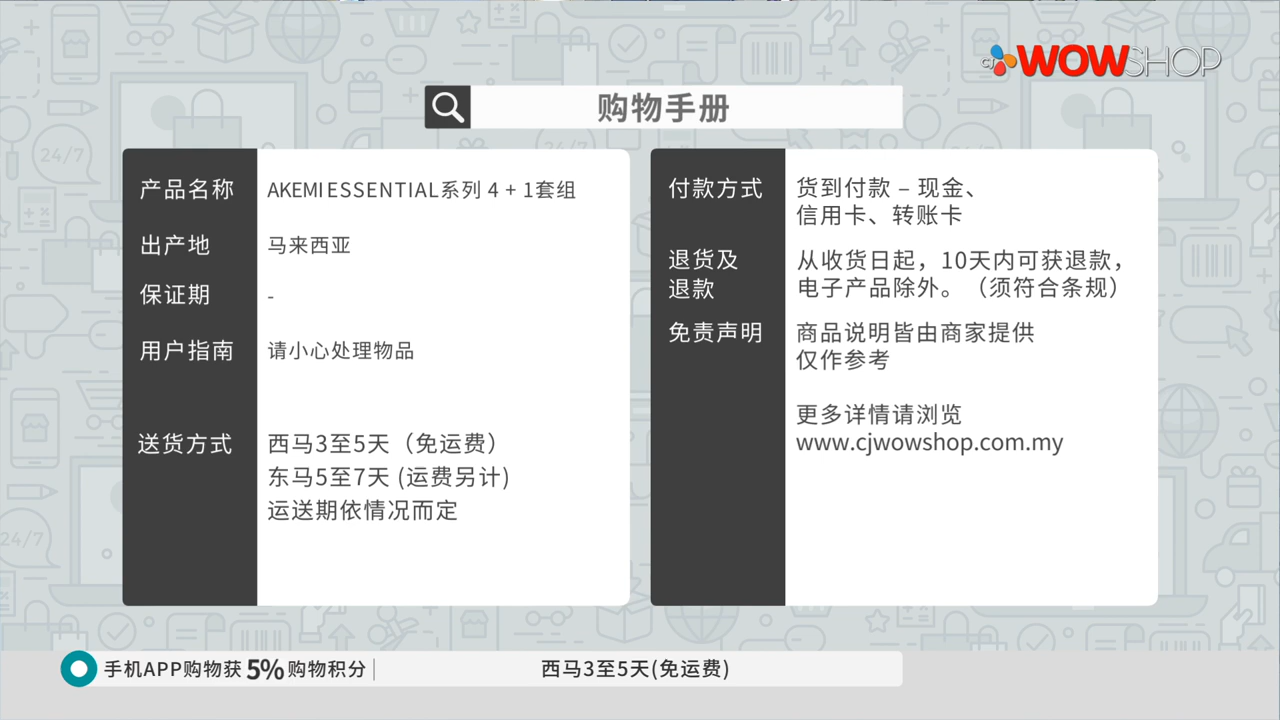 CJ WOWSHOP
购物手册
产品名称 AKEMI ESSENTIAL系列 4 + 1套组
出产地 马来西亚
保证期 -
用户指南 请小心处理物品
送货方式 西马3至5天（免运费）
东马5至7天 (运费另计)
运送期依情况而定
付款方式 货到付款 – 现金、
信用卡、转账卡
退货及 从收货日起，10天内可获退款，
退款 电子产品除外。（须符合条规）
免责声明 商品说明皆由商家提供
仅作参考
更多详情请浏览
www.cjwowshop.com.my
手机APP购物获 5% 购物积分 | 西马3至5天(免运费)
24/7
24/7
24/7